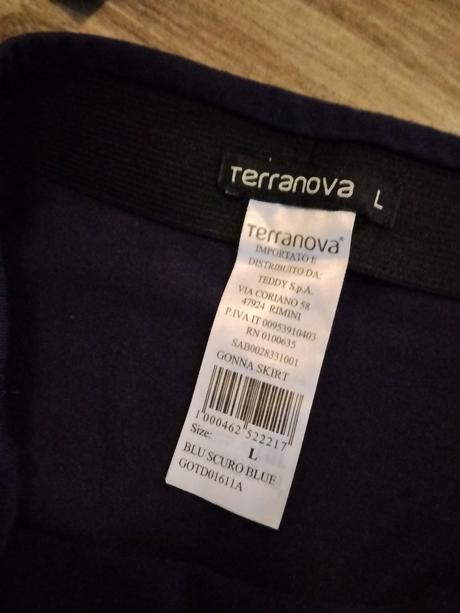 Terranova L
Terranova®
IMPORTATO E
DISTRIBUITO DA:
TEDDY S.p.A.
VIA CORIANO 58
47924 RIMINI
P.IVA IT 00953910403
RN 0100635
SAB0028331001
GONNA SKIRT
1 000462 522217
Size: L
BLU SCURO BLUE
GOTD01611A